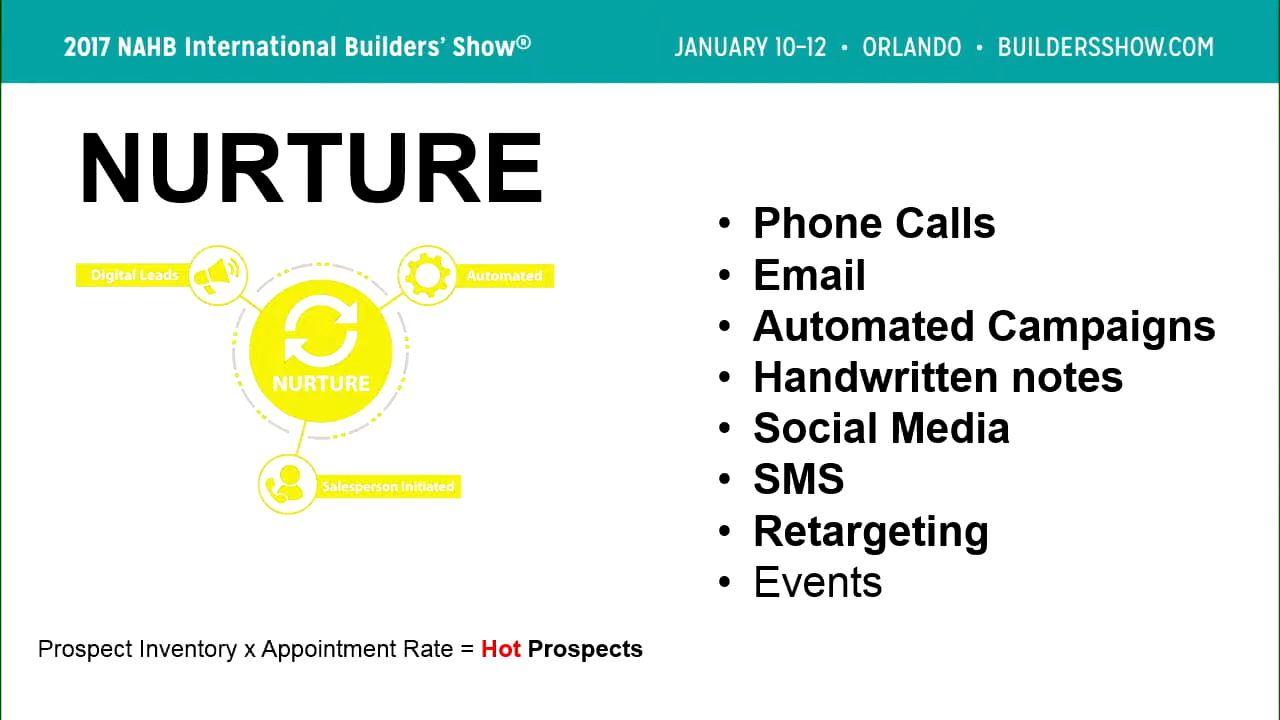 2017 NAHB International Builders' Show®
JANUARY 10–12 • ORLANDO • BUILDERSSHOW.COM
NURTURE
Digital Leads
Automated
NURTURE
Salesperson Initiated
• Phone Calls
• Email
• Automated Campaigns
• Handwritten notes
• Social Media
• SMS
• Retargeting
• Events
Prospect Inventory x Appointment Rate = Hot Prospects